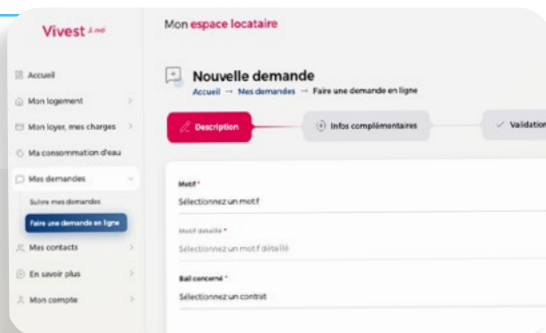 Vivest & moi
Mon espace locataire
Nouvelle demande
Accueil → Mes demandes → Faire une demande en ligne
Description
Infos complémentaires
Validation
Accueil
Mon logement
Mon loyer, mes charges
Ma consommation d'eau
Mes demandes
Suivre mes demandes
Faire une demande en ligne
Mes contacts
En savoir plus
Mon compte
Motif *
Sélectionnez un motif
Motif détaillé *
Sélectionnez un motif détaillé
Bail concerné *
Sélectionnez un contrat